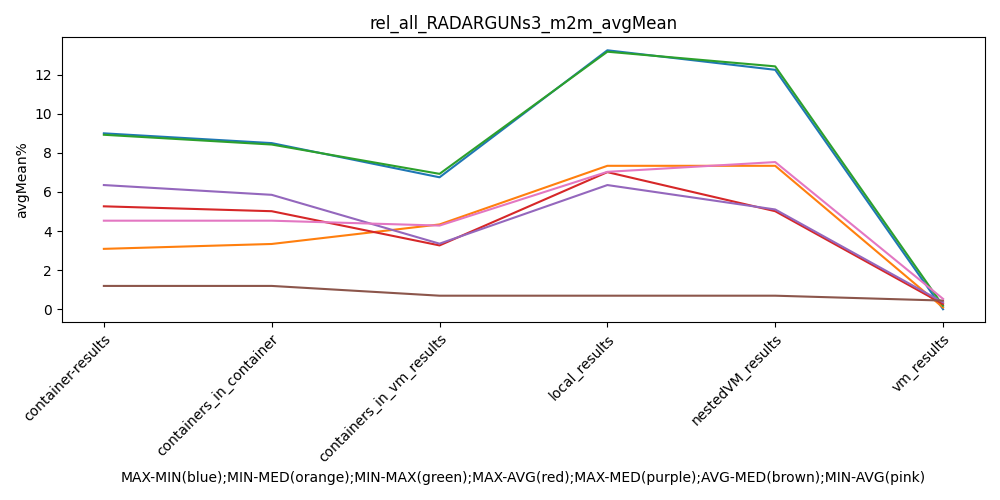 rel_all_RADARGUNs3_m2m_avgMean
avgMean%
12
10
8
6
4
2
0
container-results
containers_in_container
containers_in_vm_results
local_results
nestedVM_results
vm_results
MAX-MIN(blue);MIN-MED(orange);MIN-MAX(green);MAX-AVG(red);MAX-MED(purple);AVG-MED(brown);MIN-AVG(pink)